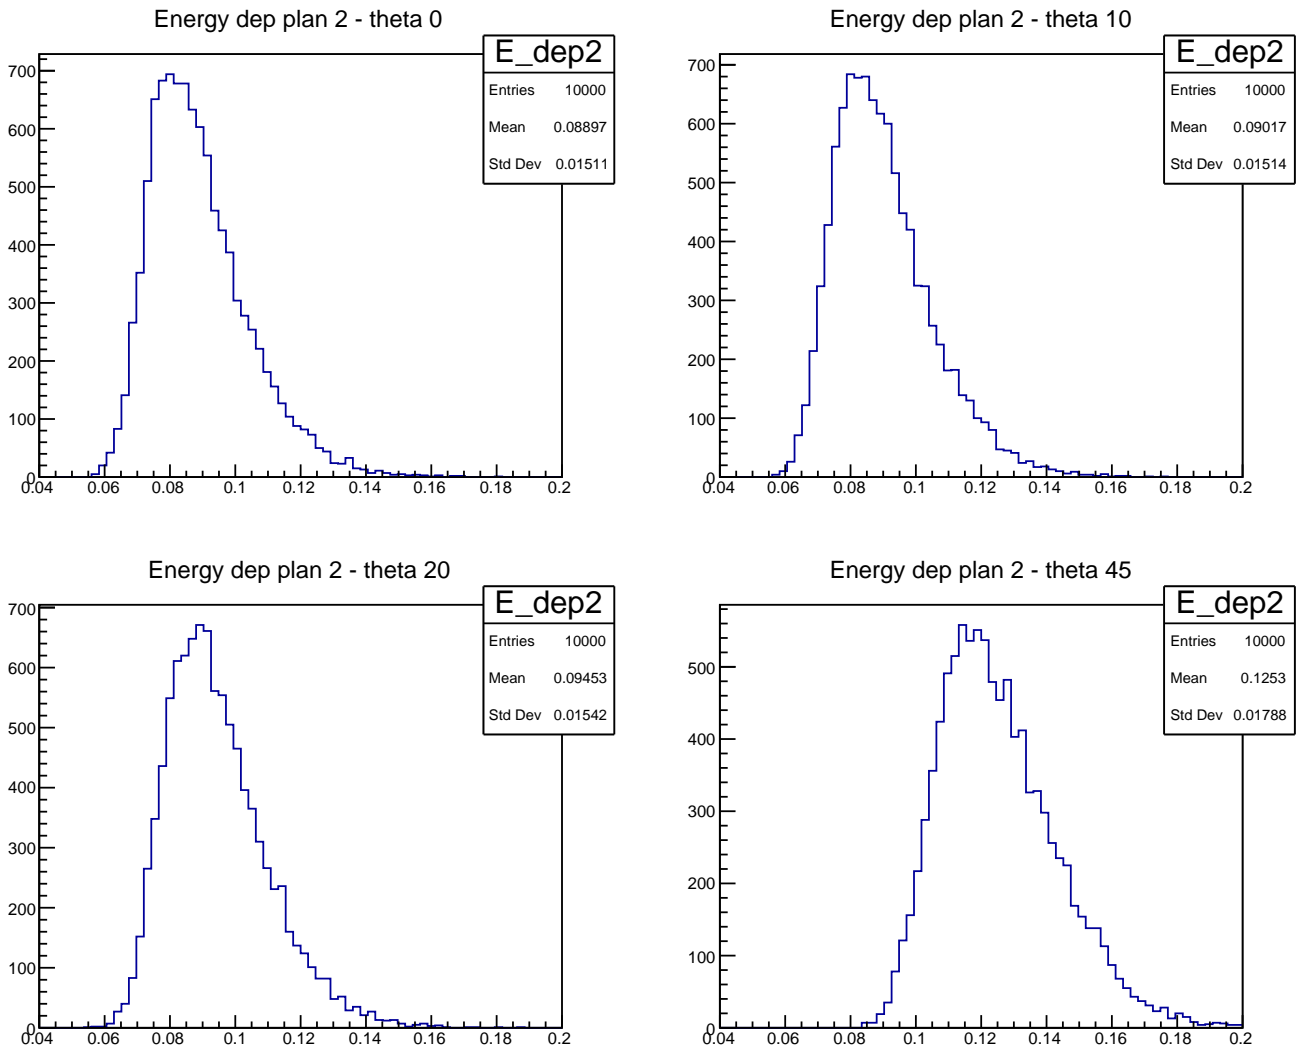 Energy dep plan 2 - theta 0
E_dep2
Entries 10000
Mean 0.08897
Std Dev 0.01511
700
600
500
400
300
200
100
0
0.04 0.06 0.08 0.1 0.12 0.14 0.16 0.18 0.2
Energy dep plan 2 - theta 10
E_dep2
Entries 10000
Mean 0.09017
Std Dev 0.01514
700
600
500
400
300
200
100
0
0.04 0.06 0.08 0.1 0.12 0.14 0.16 0.18 0.2
Energy dep plan 2 - theta 20
E_dep2
Entries 10000
Mean 0.09453
Std Dev 0.01542
700
600
500
400
300
200
100
0
0.04 0.06 0.08 0.1 0.12 0.14 0.16 0.18 0.2
Energy dep plan 2 - theta 45
E_dep2
Entries 10000
Mean 0.1253
Std Dev 0.01788
500
400
300
200
100
0
0.04 0.06 0.08 0.1 0.12 0.14 0.16 0.18 0.2